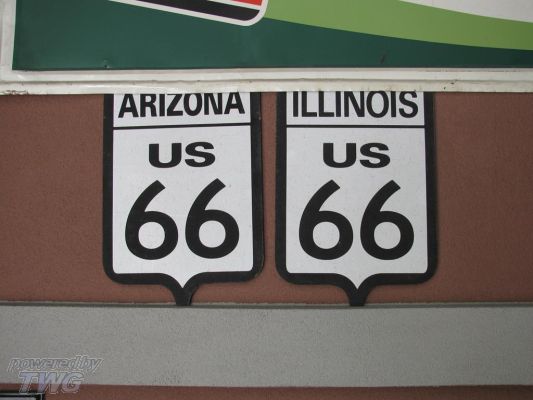 ARIZONA
US
66
ILLINOIS
US
66
powered by
TWG